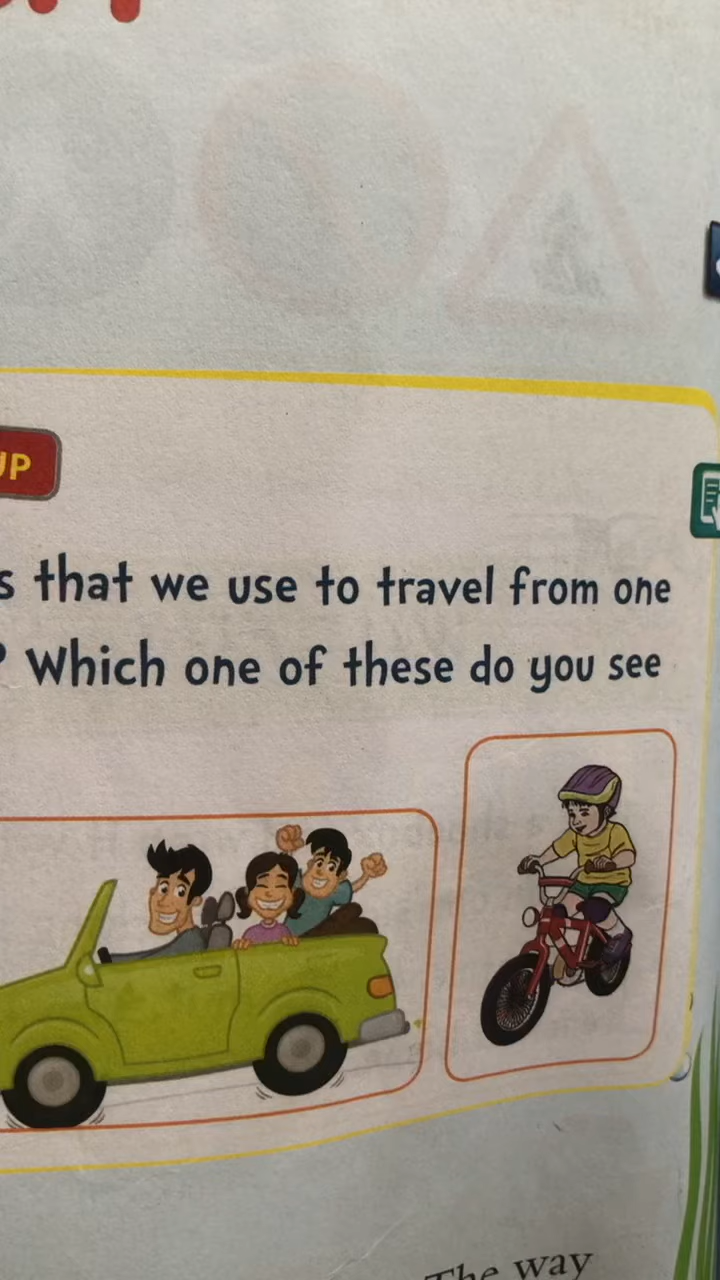 UP
s that we use to travel from one
? Which one of these do you see
The way